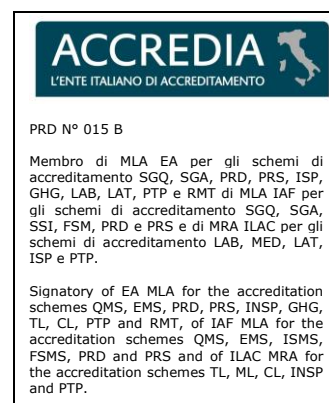 ACCREDIA
L'ENTE ITALIANO DI ACCREDITAMENTO
PRD N° 015 B
Membro di MLA EA per gli schemi di
accreditamento SGQ, SGA, PRD, PRS, ISP,
GHG, LAB, LAT, PTP e RMT di MLA IAF per
gli schemi di accreditamento SGQ, SGA,
SSI, FSM, PRD e PRS e di MRA ILAC per gli
schemi di accreditamento LAB, MED, LAT,
ISP e PTP.
Signatory of EA MLA for the accreditation
schemes QMS, EMS, PRD, PRS, INSP, GHG,
TL, CL, PTP and RMT, of IAF MLA for the
accreditation schemes QMS, EMS, ISMS,
FSMS, PRD and PRS and of ILAC MRA for
the accreditation schemes TL, ML, CL, INSP
and PTP.